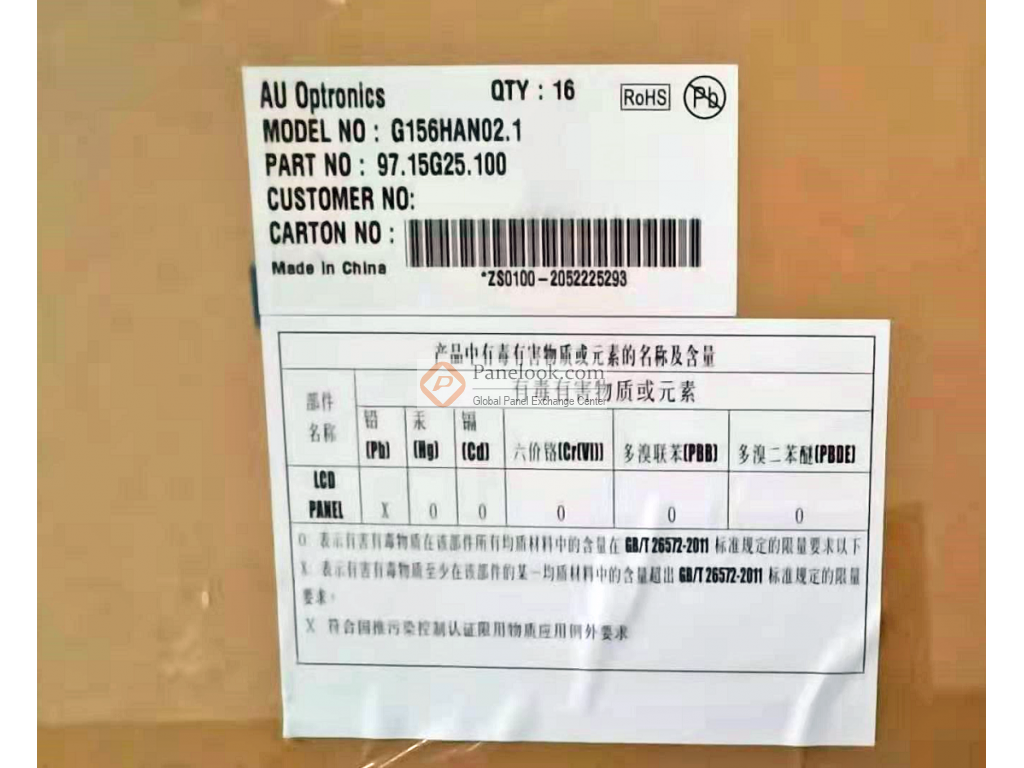 AU Optronics
QTY : 16
RoHS
Pb
MODEL NO : G156HAN02.1
PART NO : 97.15G25.100
CUSTOMER NO:
CARTON NO :
Made in China
*ZS0100-2052225293
产品中有毒有害物质或元素的名称及含量
Panelook.com
Global Panel Exchange Center
部件
名称
有毒有害物质或元素
铅
(Pb)
汞
(Hg)
镉
(Cd)
六价铬(Cr(VI))
多溴联苯(PBB)
多溴二苯醚(PBDE)
LCD
PANEL
X
0
0
0
0
0
0 表示有害有毒物质在该部件所有均质材料中的含量在 GB/T 26572-2011 标准规定的限量要求以下
X 表示有害有毒物质至少在该部件的某一均质材料中的含量超出 GB/T 26572-2011 标准规定的限量
要求。
X 符合国推污染控制认证限用物质应用例外要求